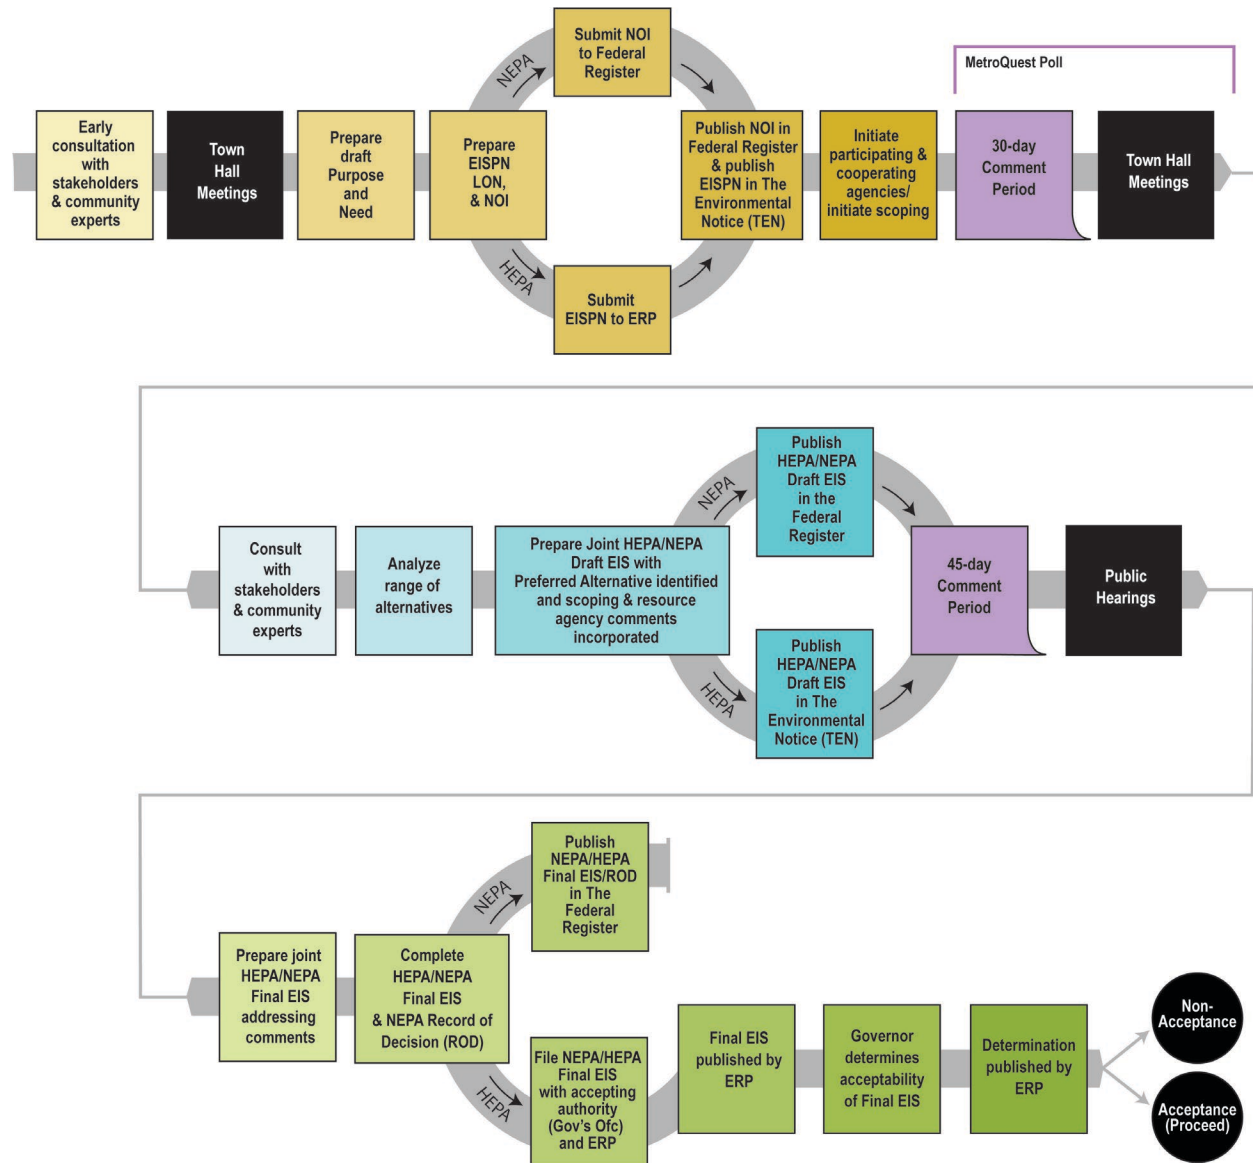 Early
consultation
with
stakeholders
& community
experts
Town
Hall
Meetings
Prepare
draft
Purpose
and
Need
Prepare
EISPN
LON,
& NOI
NEPA
HEPA
Submit NOI
to Federal
Register
Submit
EISPN to ERP
Publish NOI in
Federal Register
& publish
EISPN in The
Environmental
Notice (TEN)
Initiate
participating &
cooperating
agencies/
initiate scoping
MetroQuest Poll
30-day
Comment
Period
Town Hall
Meetings
Consult
with
stakeholders
& community
experts
Analyze
range of
alternatives
Prepare Joint HEPA/NEPA
Draft EIS with
Preferred Alternative identified
and scoping & resource
agency comments
incorporated
NEPA
HEPA
Publish
HEPA/NEPA
Draft EIS
in the
Federal
Register
Publish
HEPA/NEPA
Draft EIS
in The
Environmental
Notice (TEN)
45-day
Comment
Period
Public
Hearings
Prepare joint
HEPA/NEPA
Final EIS
addressing
comments
Complete
HEPA/NEPA
Final EIS
& NEPA Record of
Decision (ROD)
NEPA
HEPA
Publish
NEPA/HEPA
Final EIS/ROD
in The
Federal
Register
File NEPA/HEPA
Final EIS
with accepting
authority
(Gov's Ofc)
and ERP
Final EIS
published by
ERP
Governor
determines
acceptability
of Final EIS
Determination
published by
ERP
Non-
Acceptance
Acceptance
(Proceed)